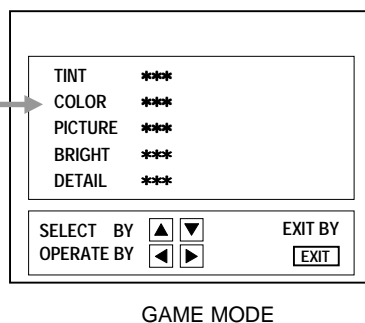 TINT ***
COLOR ***
PICTURE ***
BRIGHT ***
DETAIL ***
SELECT BY ▲ ▼ EXIT BY
OPERATE BY ◀ ▶ EXIT
GAME MODE